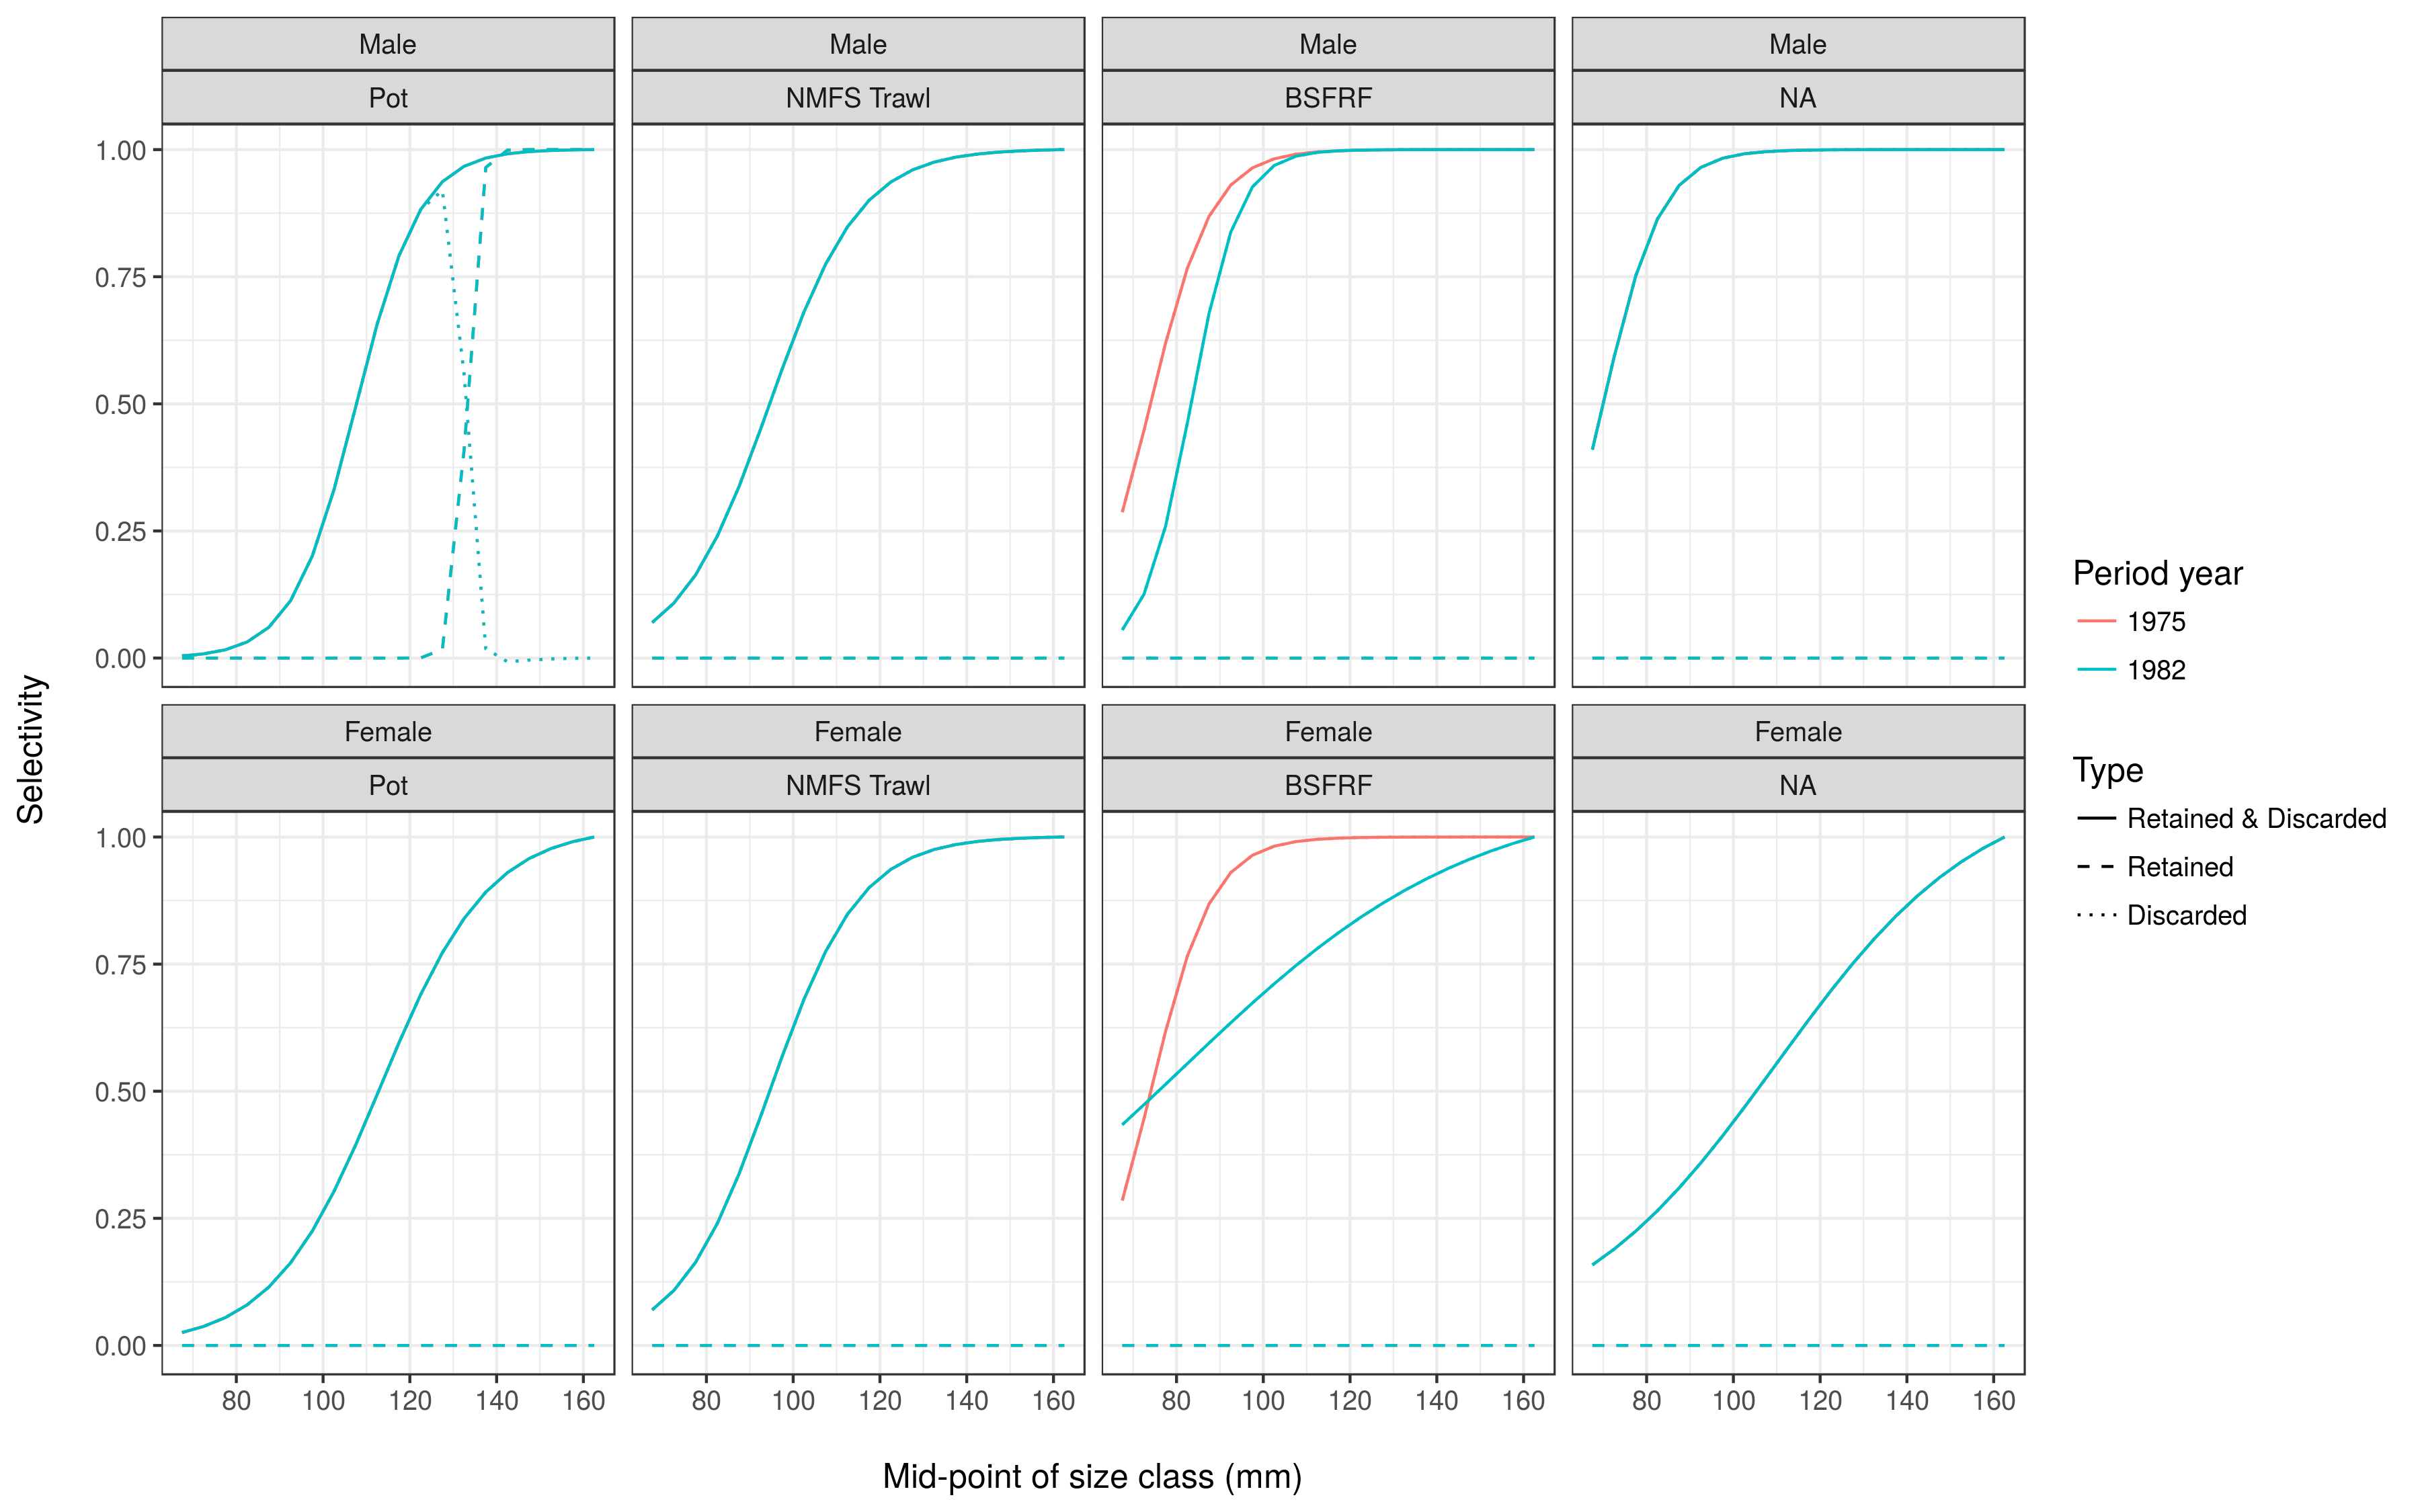 Male Male Male Male
Pot NMFS Trawl BSFRF NA
1.00
0.75
0.50
0.25
0.00
Female Female Female Female
Pot NMFS Trawl BSFRF NA
1.00
0.75
0.50
0.25
0.00
80 100 120 140 160 80 100 120 140 160 80 100 120 140 160 80 100 120 140 160
Selectivity
Mid-point of size class (mm)
Period year
1975
1982
Type
Retained & Discarded
Retained
Discarded